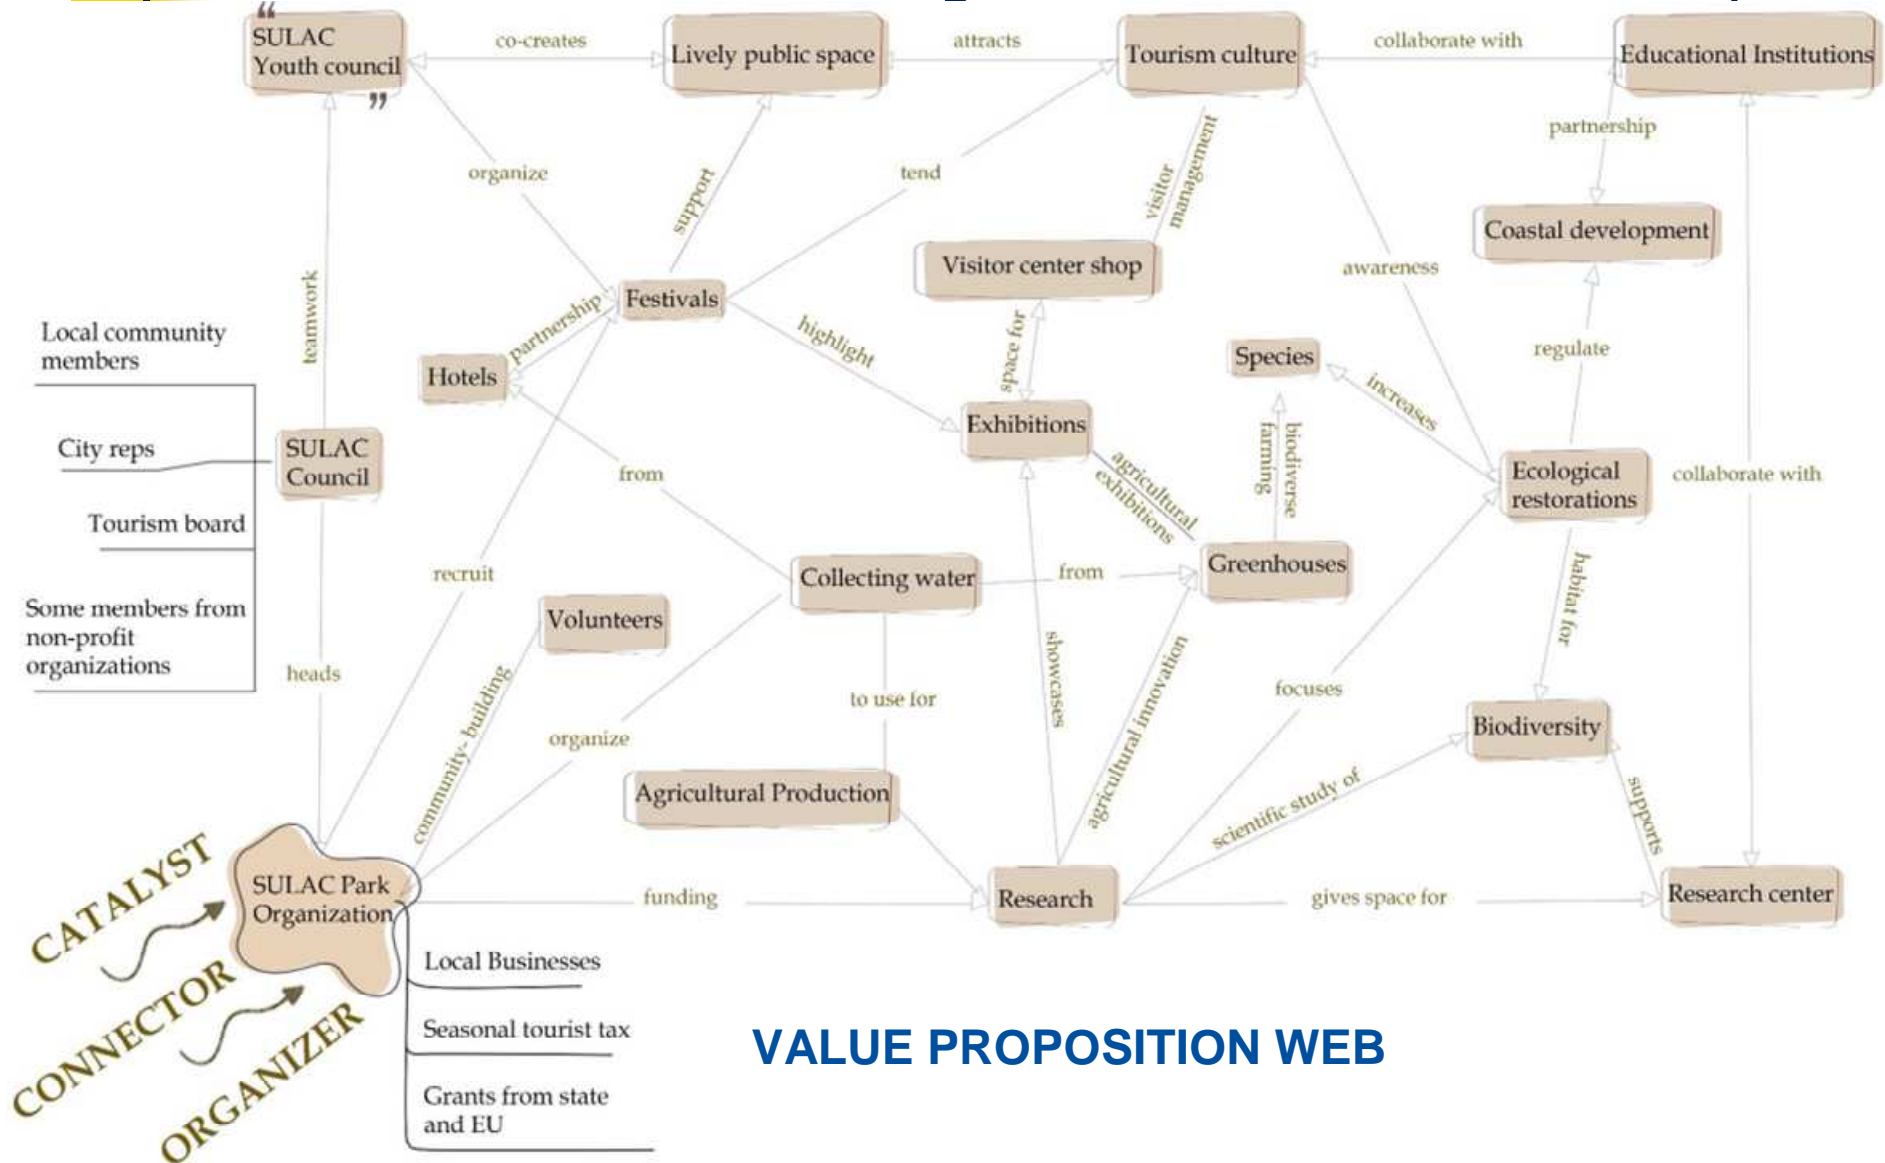 “
SULAC
Youth council
”
co-creates
Lively public space
attracts
Tourism culture
collaborate with
Educational Institutions
organize
support
tend
visitor
management
partnership
Coastal development
Visitor center shop
awareness
teamwork
Festivals
partnership
Local community
members
highlight
space for
Species
regulate
Hotels
increases
Exhibitions
City reps
SULAC
Council
from
agricultural
exhibitions
biodiverse
farming
Ecological
restorations
collaborate with
Tourism board
recruit
Collecting water
from
Greenhouses
habitat for
Some members from
non-profit
organizations
Volunteers
heads
community- building
to use for
showcases
agricultural innovation
focuses
organize
Biodiversity
Agricultural Production
scientific study of
supports
CATALYST
SULAC Park
Organization
funding
Research
gives space for
Research center
CONNECTOR
Local Businesses
ORGANIZER
Seasonal tourist tax
VALUE PROPOSITION WEB
Grants from state
and EU